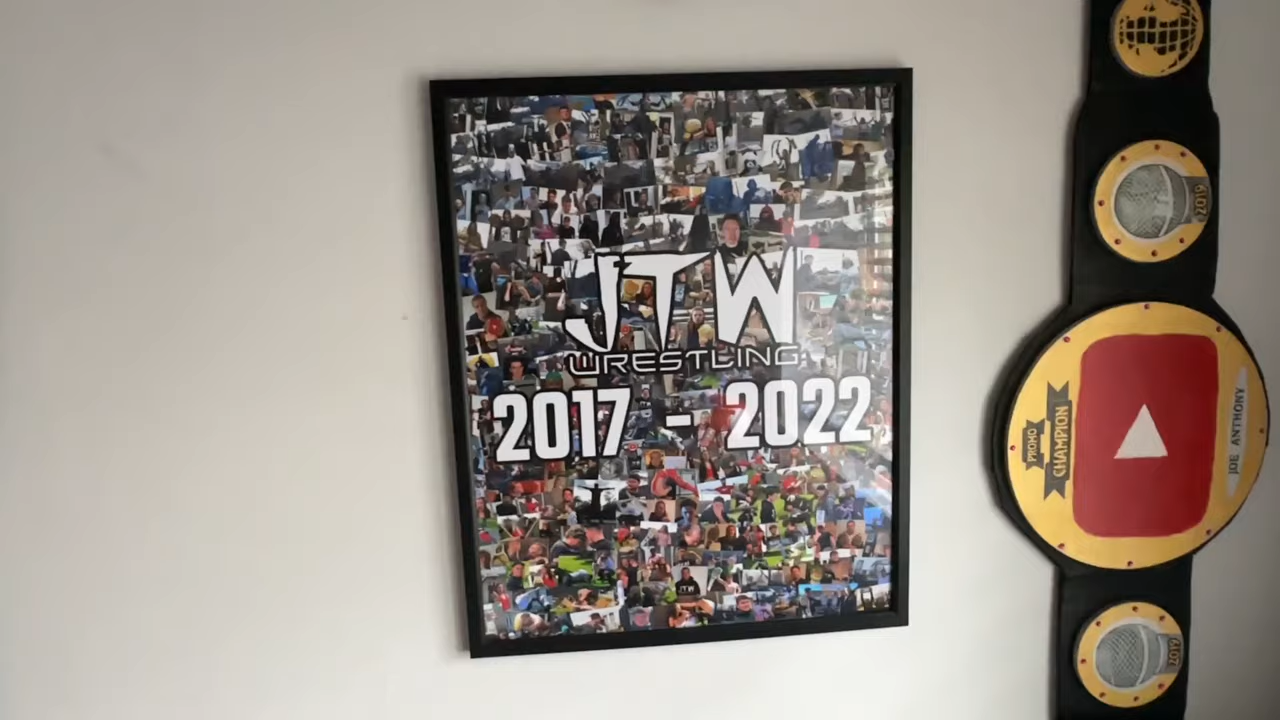 JTW
WRESTLING
2017 - 2022
2019
PROMO
CHAMPION
JOE ANTHONY
2019